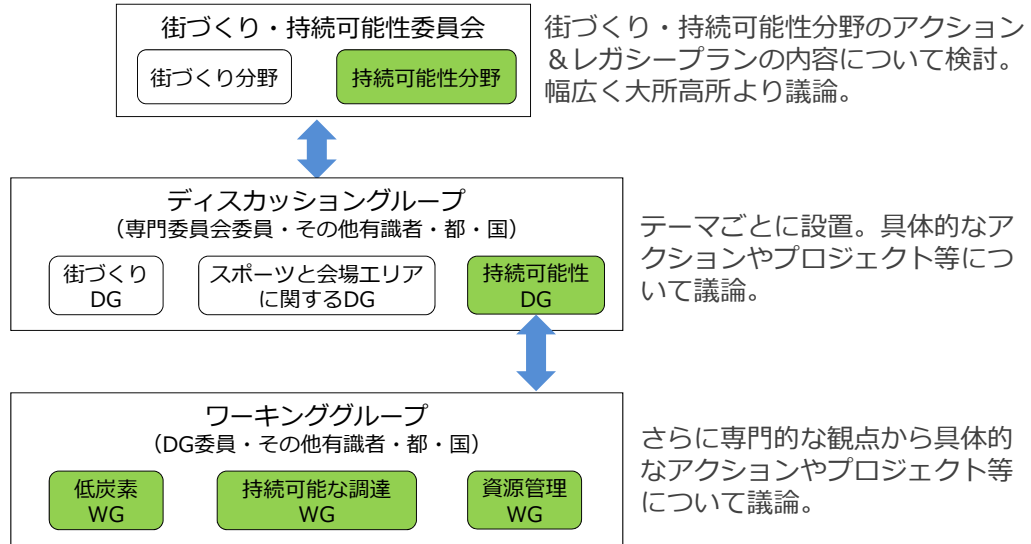 街づくり・持続可能性委員会
街づくり分野
持続可能性分野
街づくり・持続可能性分野のアクション
＆レガシープランの内容について検討。
幅広く大所高所より議論。
ディスカッショングループ
（専門委員会委員・その他有識者・都・国）
街づくり
DG
スポーツと会場エリア
に関するDG
持続可能性
DG
テーマごとに設置。具体的なア
クションやプロジェクト等につ
いて議論。
ワーキンググループ
（DG委員・その他有識者・都・国）
低炭素
WG
持続可能な調達
WG
資源管理
WG
さらに専門的な観点から具体的
なアクションやプロジェクト等
について議論。